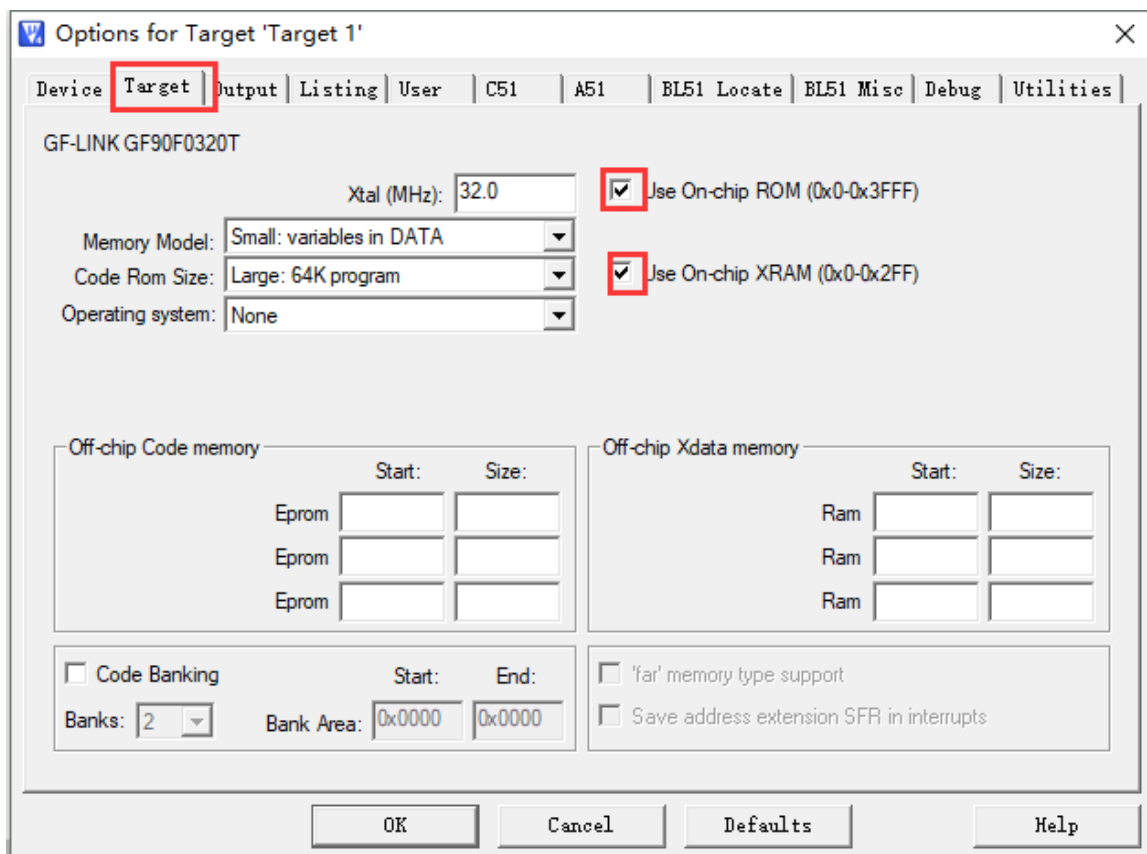 Options for Target 'Target 1'
Device Target Output Listing User C51 A51 BL51 Locate BL51 Misc Debug Utilities
GF-LINK GF90F0320T
Xtal (MHz): 32.0
Use On-chip ROM (0x0-0x3FFF)
Memory Model: Small: variables in DATA
Code Rom Size: Large: 64K program
Use On-chip XRAM (0x0-0x2FF)
Operating system: None
Off-chip Code memory
Start: Size:
Eprom
Eprom
Eprom
Off-chip Xdata memory
Start: Size:
Ram
Ram
Ram
Code Banking Start: End:
Banks: 2 Bank Area: 0x0000 0x0000
'far' memory type support
Save address extension SFR in interrupts
OK Cancel Defaults Help